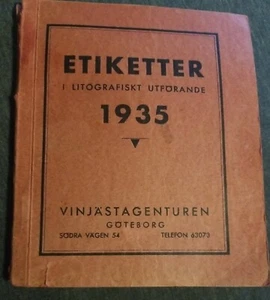 ETIKETTER
I LITOGRAFISKT UTFÖRANDE
1935
VINJÄSTAGENTUREN
GÖTEBORG
SÖDRA VÄGEN 54 TELEFON 63073